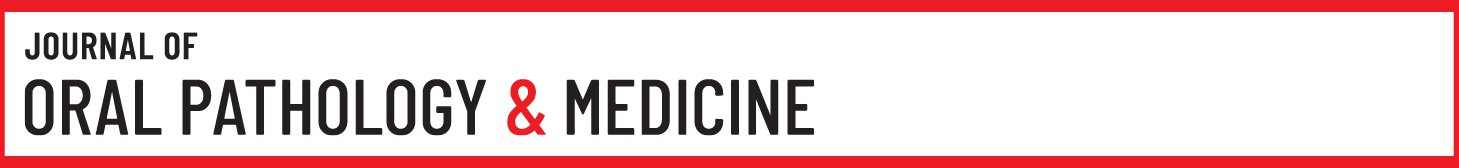 JOURNAL OF
ORAL PATHOLOGY & MEDICINE